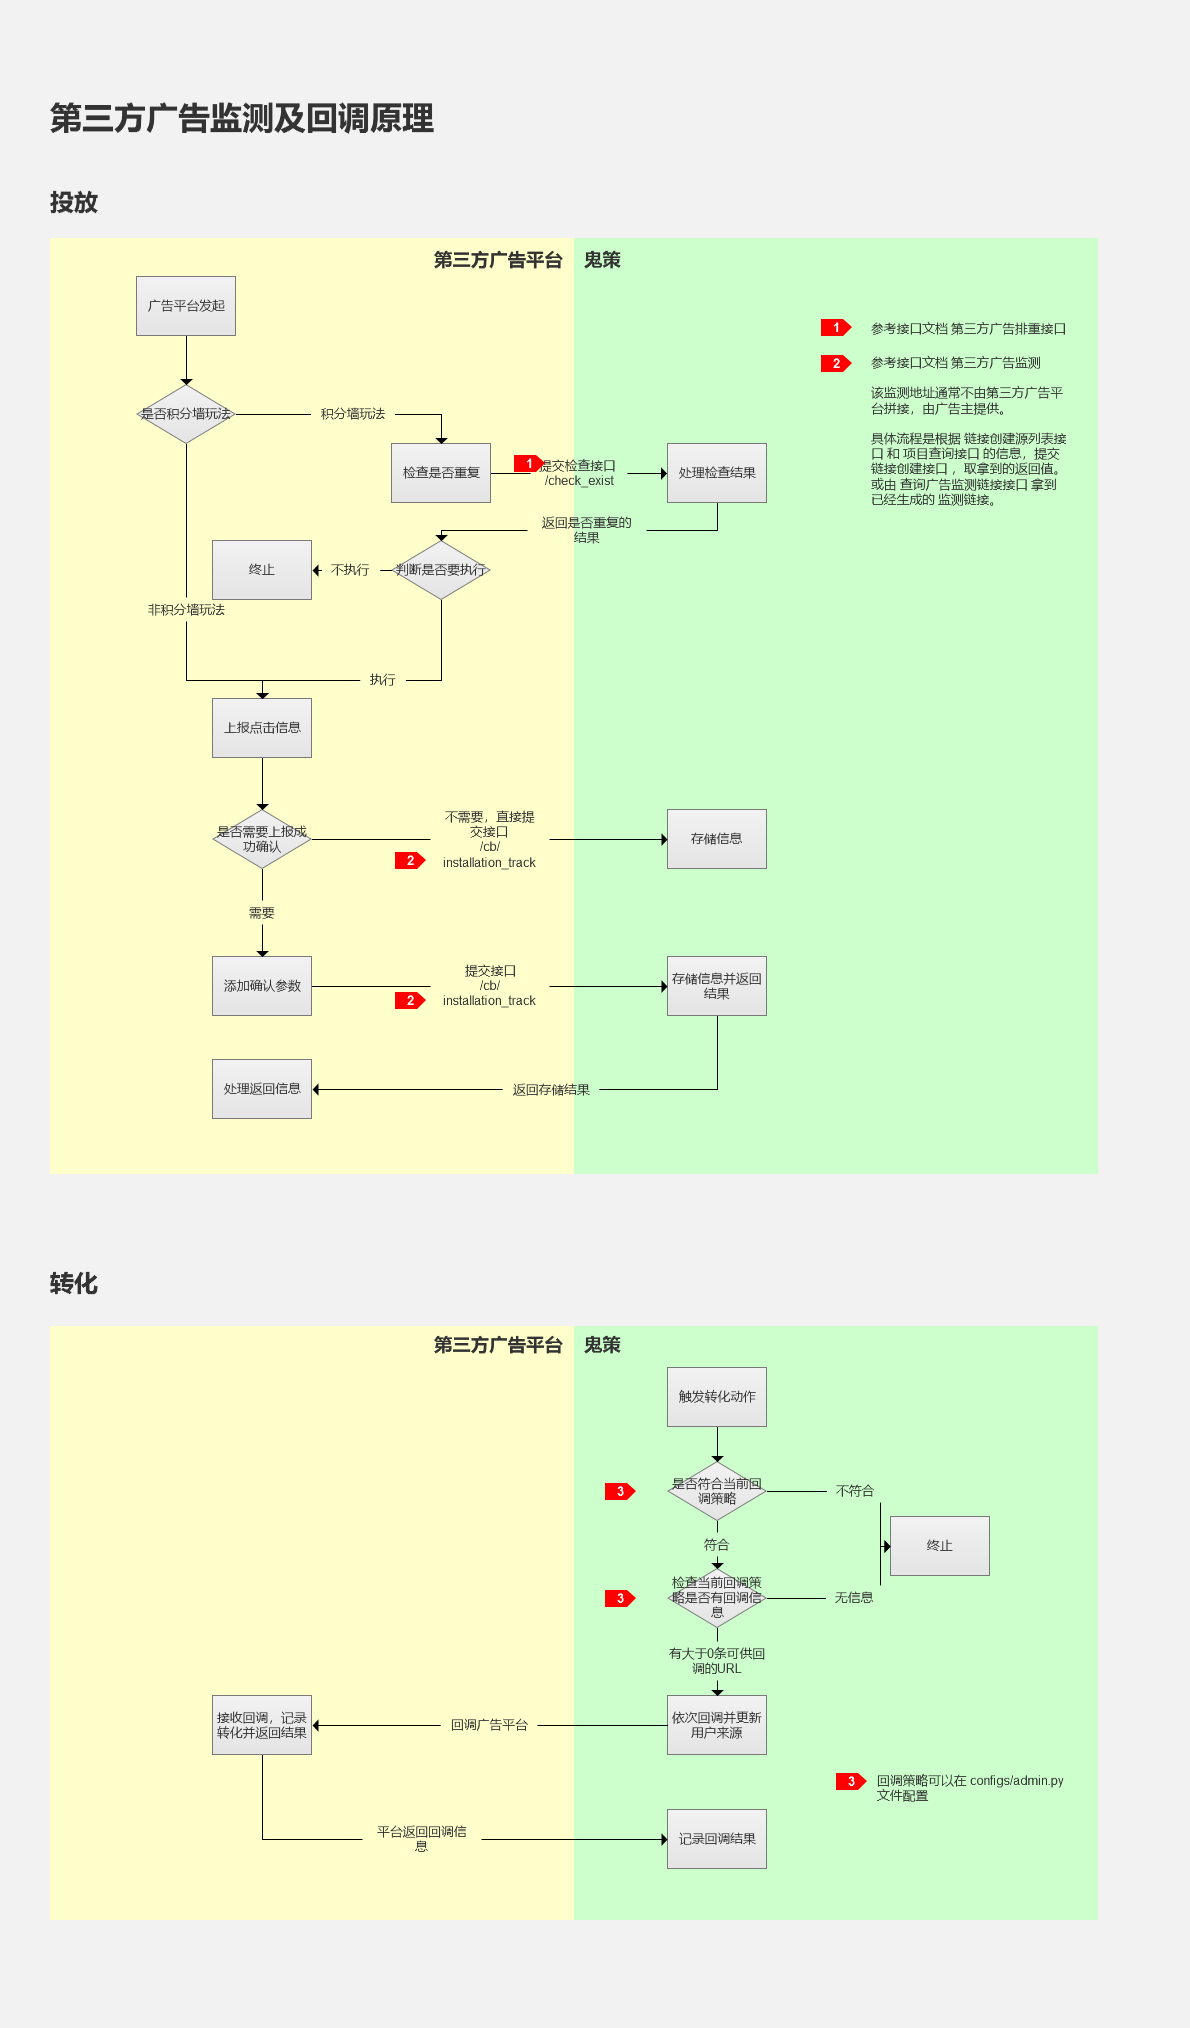 第三方广告监测及回调原理
投放
第三方广告平台
鬼策
广告平台发起
1
参考接口文档 第三方广告排重接口
2
参考接口文档 第三方广告监测
该监测地址通常不由第三方广告平
台拼接，由广告主提供。
具体流程是根据 链接创建源列表接
口 和 项目查询接口 的信息，提交
链接创建接口 ，取拿到的返回值。
或由 查询广告监测链接接口 拿到
已经生成的 监测链接。
是否积分墙玩法
积分墙玩法
检查是否重复
1
提交检查接口
/check_exist
处理检查结果
返回是否重复的
结果
终止
不执行
判断是否要执行
非积分墙玩法
执行
上报点击信息
是否需要上报成
功确认
不需要，直接提
交接口
/cb/
installation_track
2
存储信息
需要
添加确认参数
提交接口
/cb/
installation_track
2
存储信息并返回
结果
处理返回信息
返回存储结果
转化
第三方广告平台
鬼策
触发转化动作
3
是否符合当前回
调策略
不符合
终止
符合
3
检查当前回调策
略是否有回调信
息
无信息
有大于0条可供回
调的URL
接收回调，记录
转化并返回结果
回调广告平台
依次回调并更新
用户来源
3
回调策略可以在 configs/admin.py
文件配置
平台返回回调信
息
记录回调结果